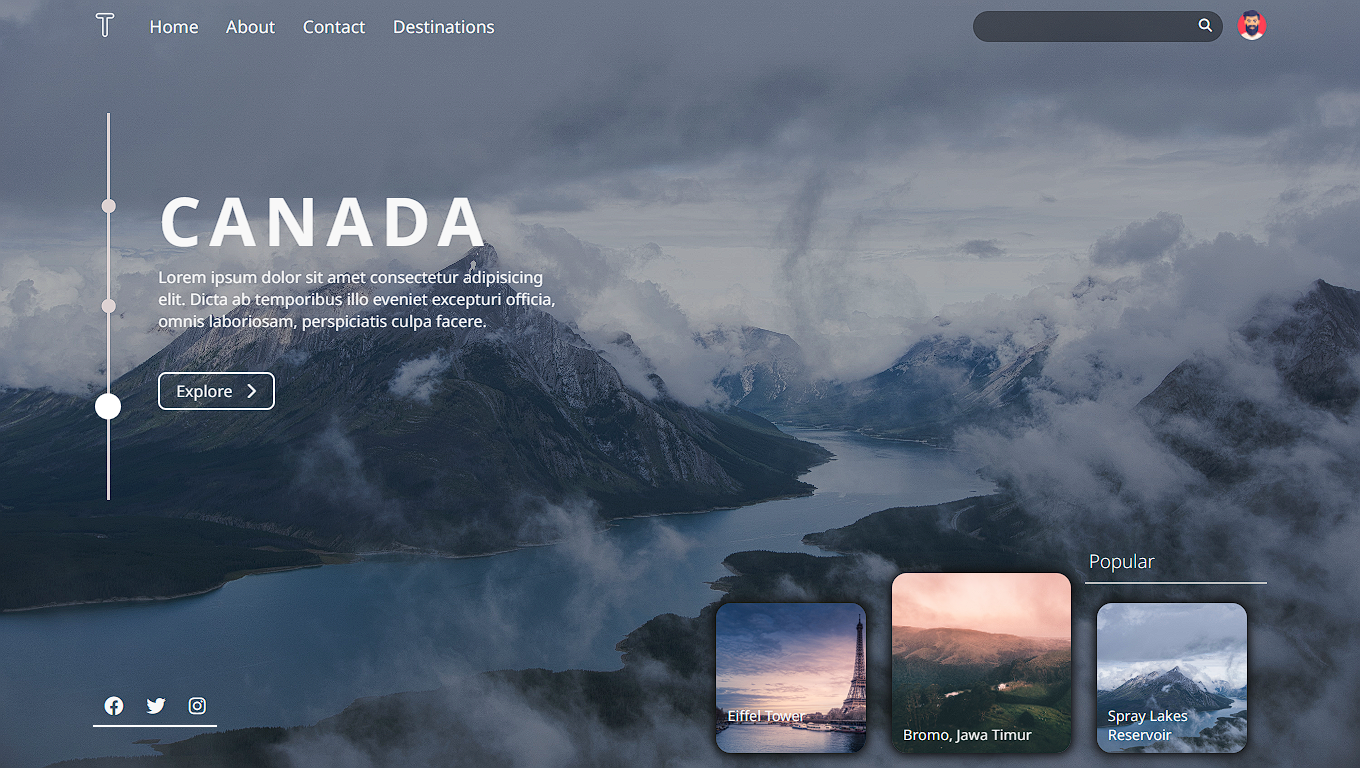 T
Home
About
Contact
Destinations
CANADA
Lorem ipsum dolor sit amet consectetur adipisicing
elit. Dicta ab temporibus illo eveniet excepturi officia,
omnis laboriosam, perspiciatis culpa facere.
Explore
Popular
Eiffel Tower
Bromo, Jawa Timur
Spray Lakes
Reservoir